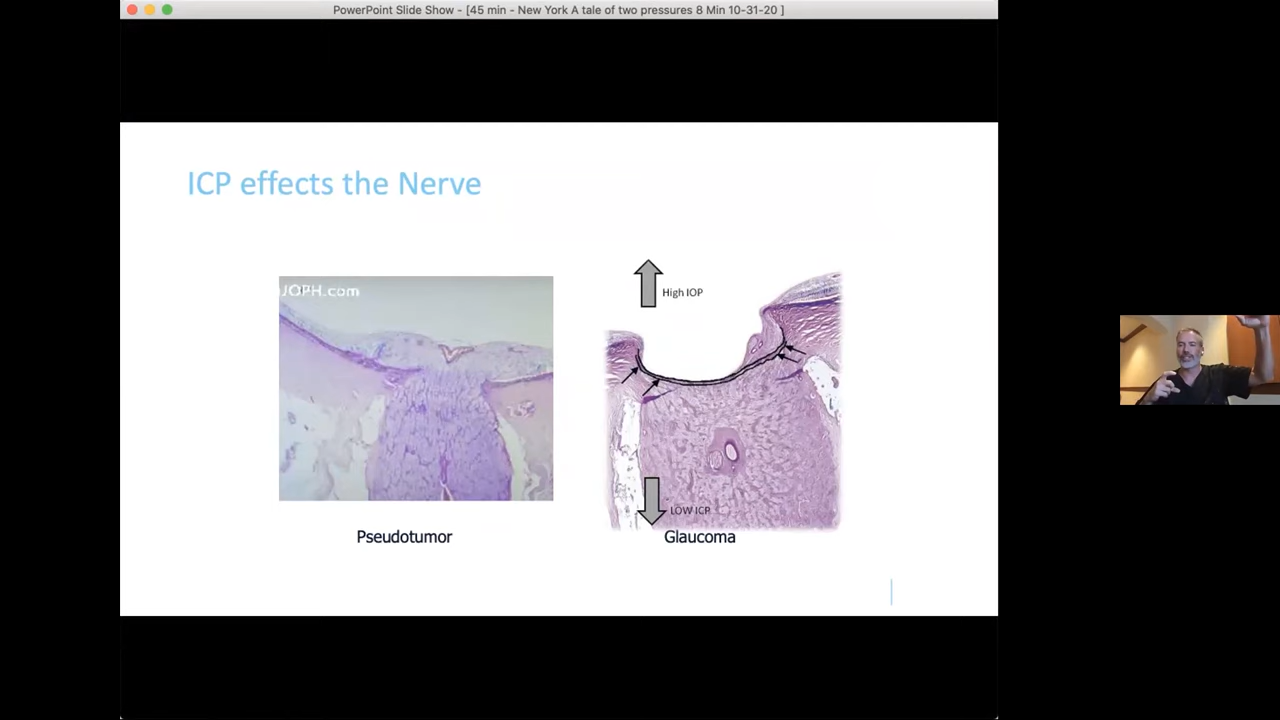 PowerPoint Slide Show - [45 min - New York A tale of two pressures 8 Min 10-31-20 ]
ICP effects the Nerve
JOPH.com
High IOP
LOW ICP
Pseudotumor
Glaucoma